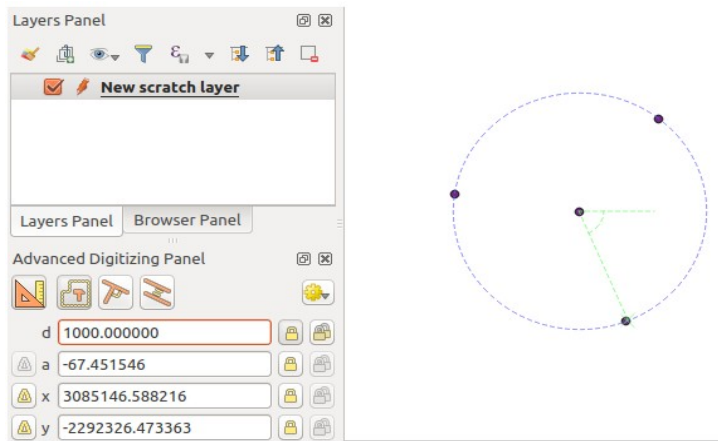 Layers Panel
New scratch layer
Layers Panel Browser Panel
Advanced Digitizing Panel
d 1000.000000
a -67.451546
x 3085146.588216
y -2292326.473363